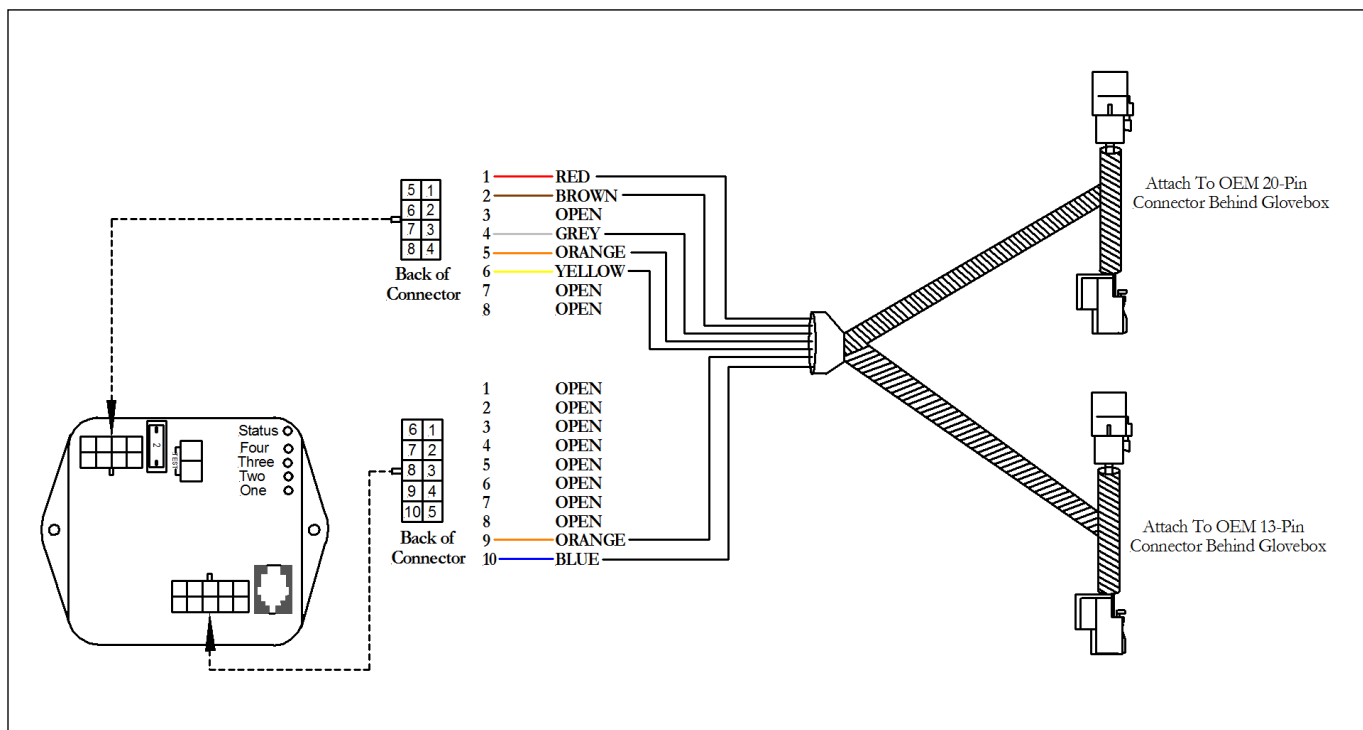 5 1
6 2
7 3
8 4
Back of
Connector
1 RED
2 BROWN
3 OPEN
4 GREY
5 ORANGE
6 YELLOW
7 OPEN
8 OPEN
6 1
7 2
8 3
9 4
10 5
Back of
Connector
1 OPEN
2 OPEN
3 OPEN
4 OPEN
5 OPEN
6 OPEN
7 OPEN
8 OPEN
9 ORANGE
10 BLUE
2
TEST
Status
Four
Three
Two
One
Attach To OEM 20-Pin
Connector Behind Glovebox
Attach To OEM 13-Pin
Connector Behind Glovebox